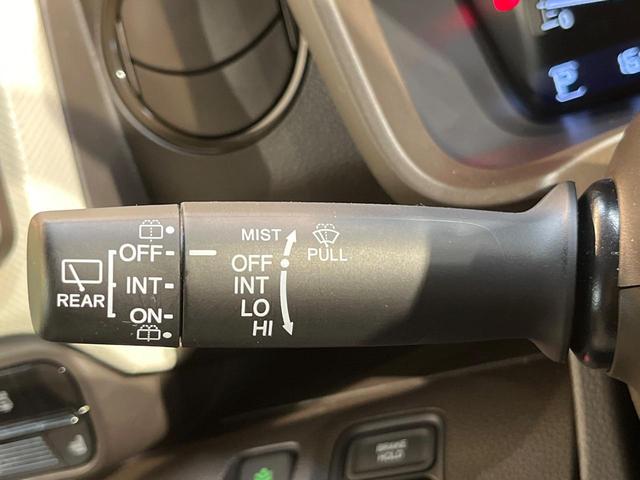 REAR
OFF
INT
ON
MIST
OFF
INT
LO
HI
PULL
BRAKE
HOLD